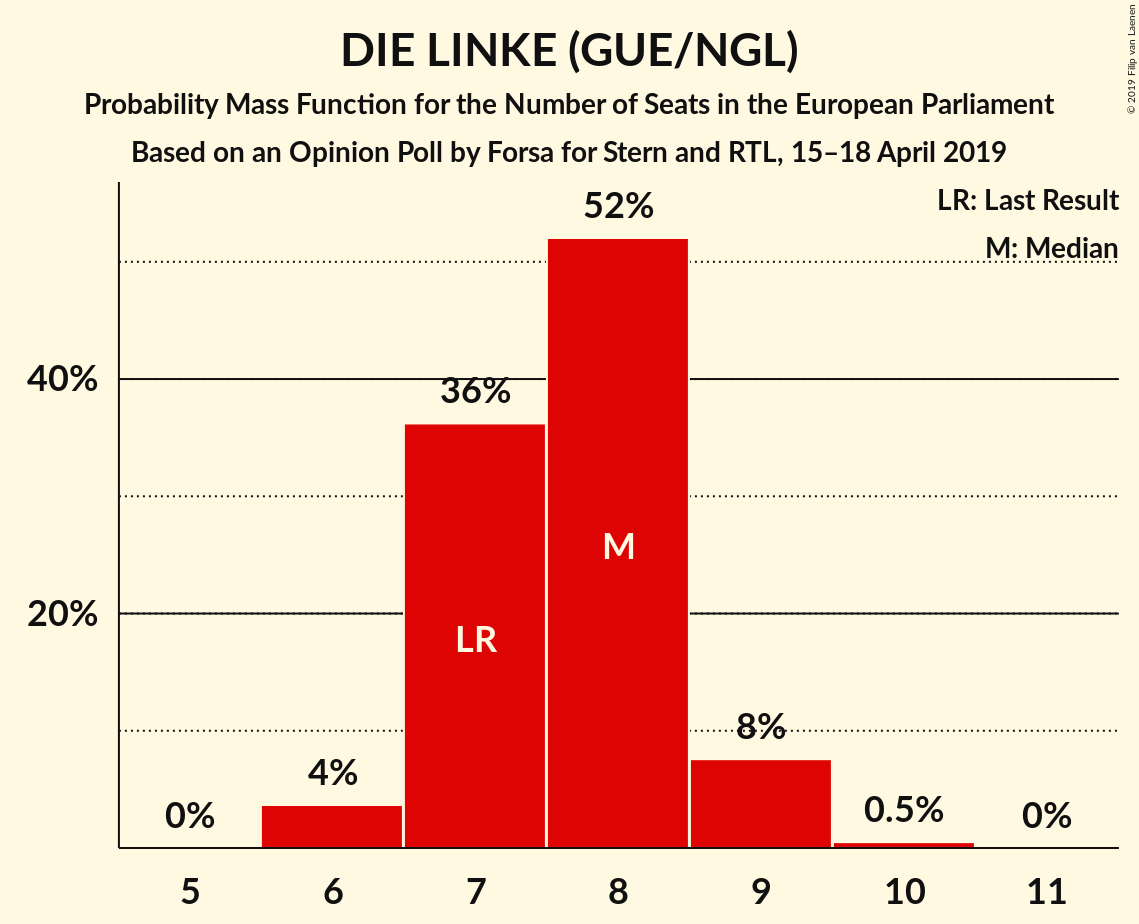 DIE LINKE (GUE/NGL)
Probability Mass Function for the Number of Seats in the European Parliament
Based on an Opinion Poll by Forsa for Stern and RTL, 15–18 April 2019
© 2019 Filip van Laenen
LR: Last Result
M: Median
52%
40%
36%
M
20%
LR
8%
4%
0%
0.5%
0%
5 6 7 8 9 10 11